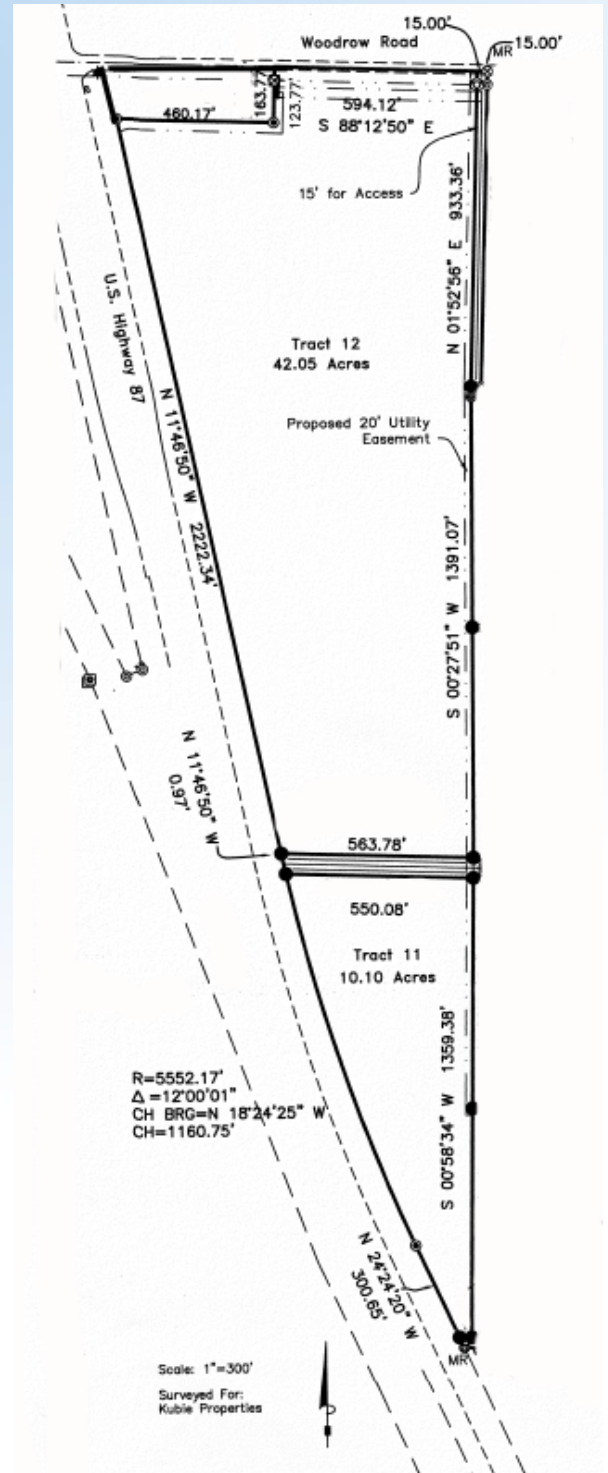 15.00'
Woodrow Road
MR
15.00'
460.17'
163.77'
123.77'
594.12'
S 88°12'50" E
15' for Access
N 01°52'56" E 933.36'
U.S. Highway 87
Tract 12
42.05 Acres
N 11°46'50" W 2222.34'
Proposed 20' Utility
Easement
S 00°27'51" W 1391.07'
N 11°46'50" W
0.97'
563.78'
550.08'
Tract 11
10.10 Acres
S 00°58'34" W 1359.38'
R=5552.17'
Δ =12°00'01"
CH BRG=N 18°24'25" W
CH=1160.75'
N 24°24'20" W
300.65'
MR
Scale: 1"=300'
Surveyed For:
Kubie Properties